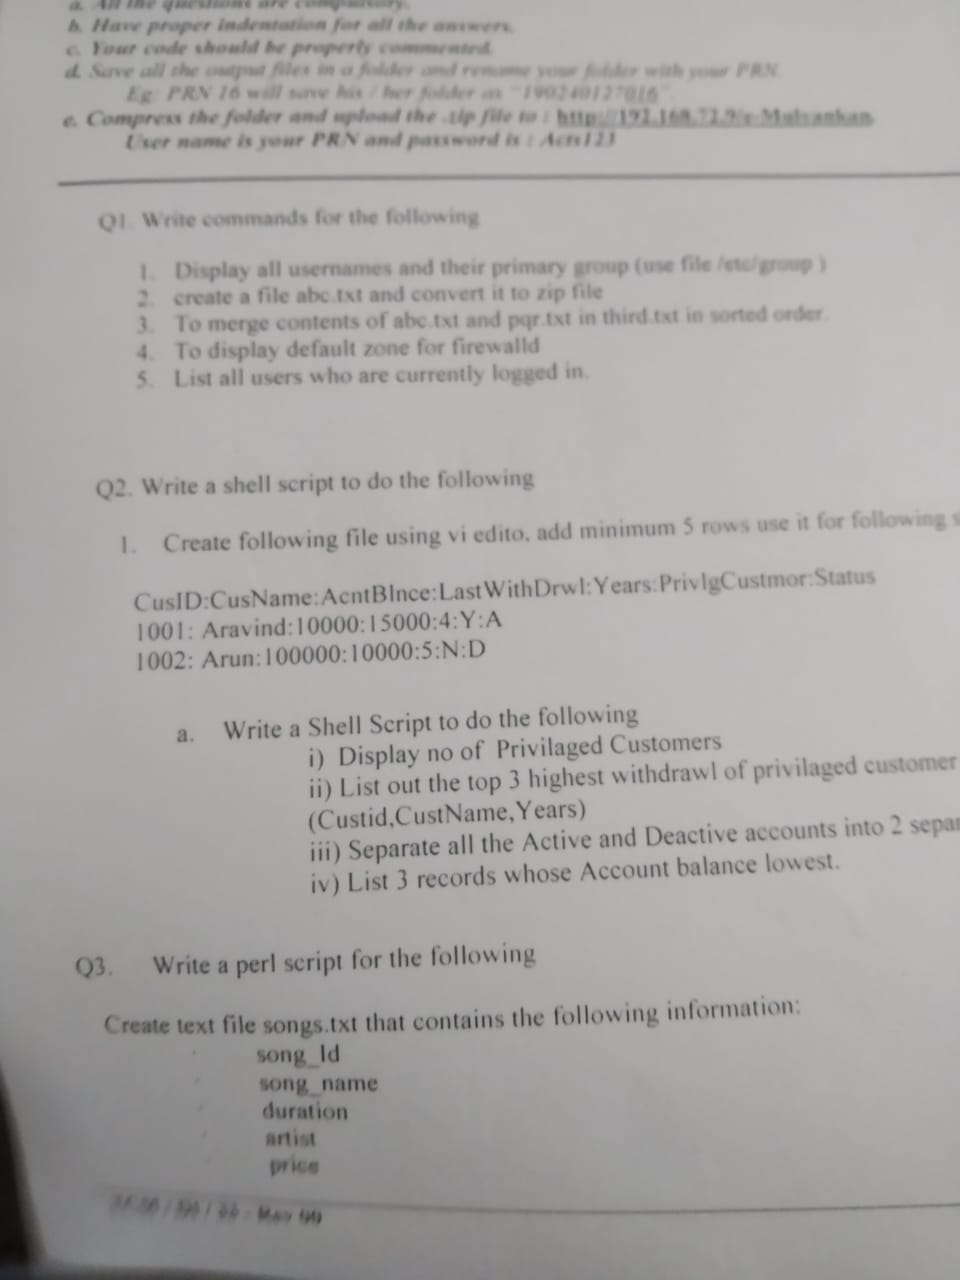 a. All the questions are compulsory.
b. Have proper indentation for all the answers.
c. Your code should be properly commented.
d. Save all the output files in a folder and rename your folder with your PRN.
Eg: PRN 16 will save his / her folder as "190240127016".
e. Compress the folder and upload the .zip file to : http://192.168.72.9/
User name is your PRN and password is : Acts123
Q1. Write commands for the following
1. Display all usernames and their primary group (use file /etc/group )
2. create a file abc.txt and convert it to zip file
3. To merge contents of abc.txt and pqr.txt in third.txt in sorted order.
4. To display default zone for firewalld
5. List all users who are currently logged in.
Q2. Write a shell script to do the following
1. Create following file using vi edito, add minimum 5 rows use it for following s
CusID:CusName:AcntBlnce:LastWithDrwl:Years:PrivlgCustmor:Status
1001: Aravind:10000:15000:4:Y:A
1002: Arun:100000:10000:5:N:D
a. Write a Shell Script to do the following
i) Display no of Privilaged Customers
ii) List out the top 3 highest withdrawl of privilaged customer
(Custid,CustName,Years)
iii) Separate all the Active and Deactive accounts into 2 separ
iv) List 3 records whose Account balance lowest.
Q3. Write a perl script for the following
Create text file songs.txt that contains the following information:
song_Id
song_name
duration
artist
price